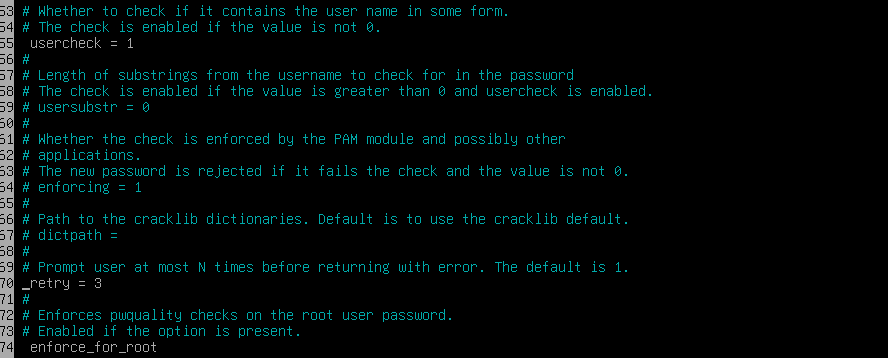 53 # Whether to check if it contains the user name in some form.
54 # The check is enabled if the value is not 0.
55  usercheck = 1
56 #
57 # Length of substrings from the username to check for in the password
58 # The check is enabled if the value is greater than 0 and usercheck is enabled.
59 # usersubstr = 0
60 #
61 # Whether the check is enforced by the PAM module and possibly other
62 # applications.
63 # The new password is rejected if it fails the check and the value is not 0.
64 # enforcing = 1
65 #
66 # Path to the cracklib dictionaries. Default is to use the cracklib default.
67 # dictpath =
68 #
69 # Prompt user at most N times before returning with error. The default is 1.
70 _retry = 3
71 #
72 # Enforces pwquality checks on the root user password.
73 # Enabled if the option is present.
74  enforce_for_root